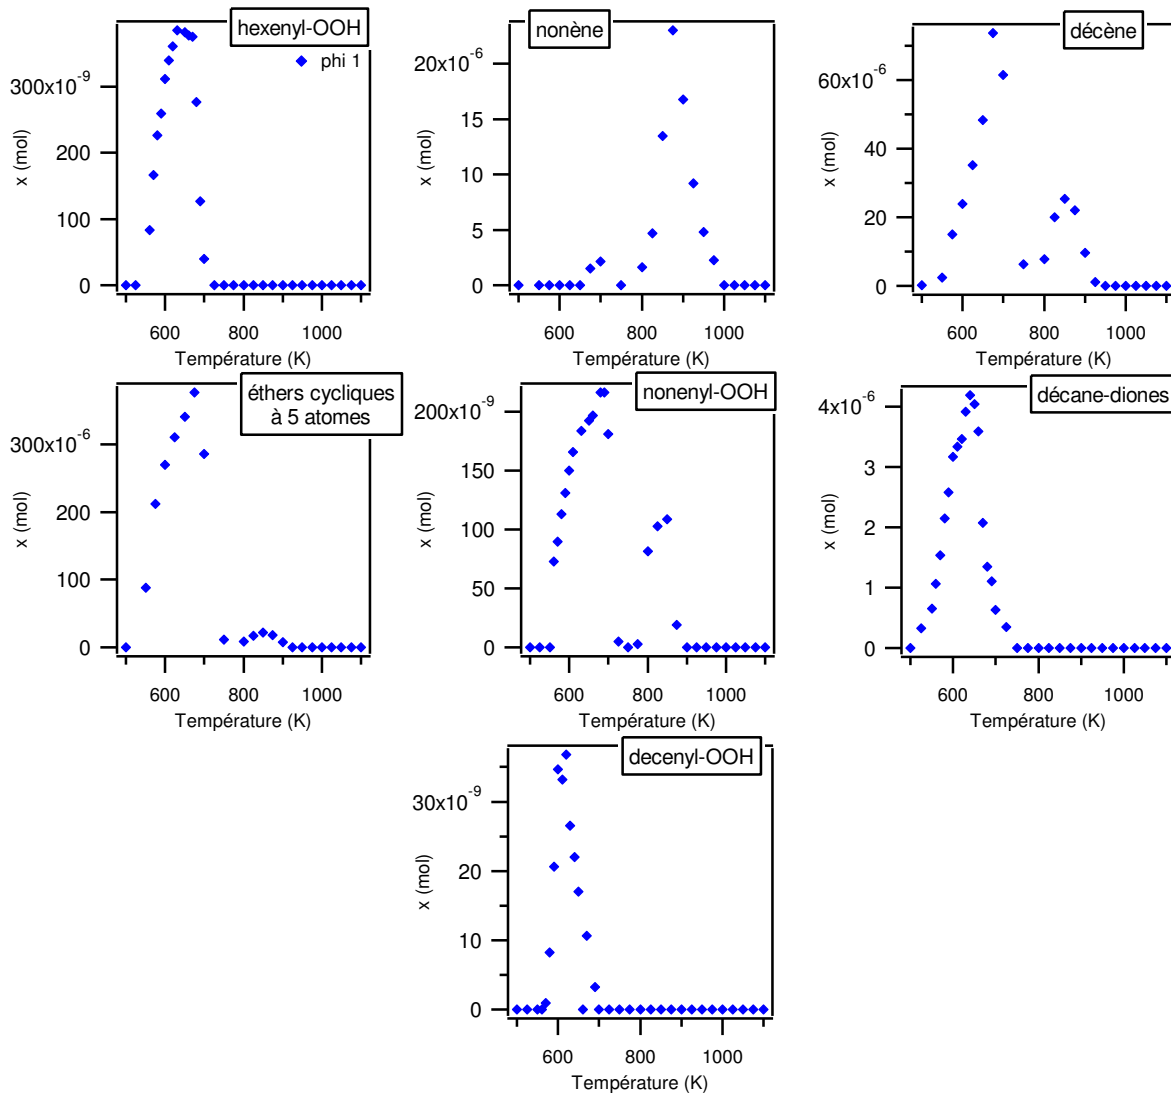 hexenyl-OOH
phi 1
300x10-9
200
100
0
x (mol)
600 800 1000
Température (K)
nonène
20x10-6
15
10
5
0
x (mol)
600 800 1000
Température (K)
décène
60x10-6
40
20
0
x (mol)
600 800 1000
Température (K)
éthers cycliques
à 5 atomes
300x10-6
200
100
0
x (mol)
600 800 1000
Température (K)
nonenyl-OOH
200x10-9
150
100
50
0
x (mol)
600 800 1000
Température (K)
décane-diones
4x10-6
3
2
1
0
x (mol)
600 800 1000
Température (K)
decenyl-OOH
30x10-9
20
10
0
x (mol)
600 800 1000
Température (K)